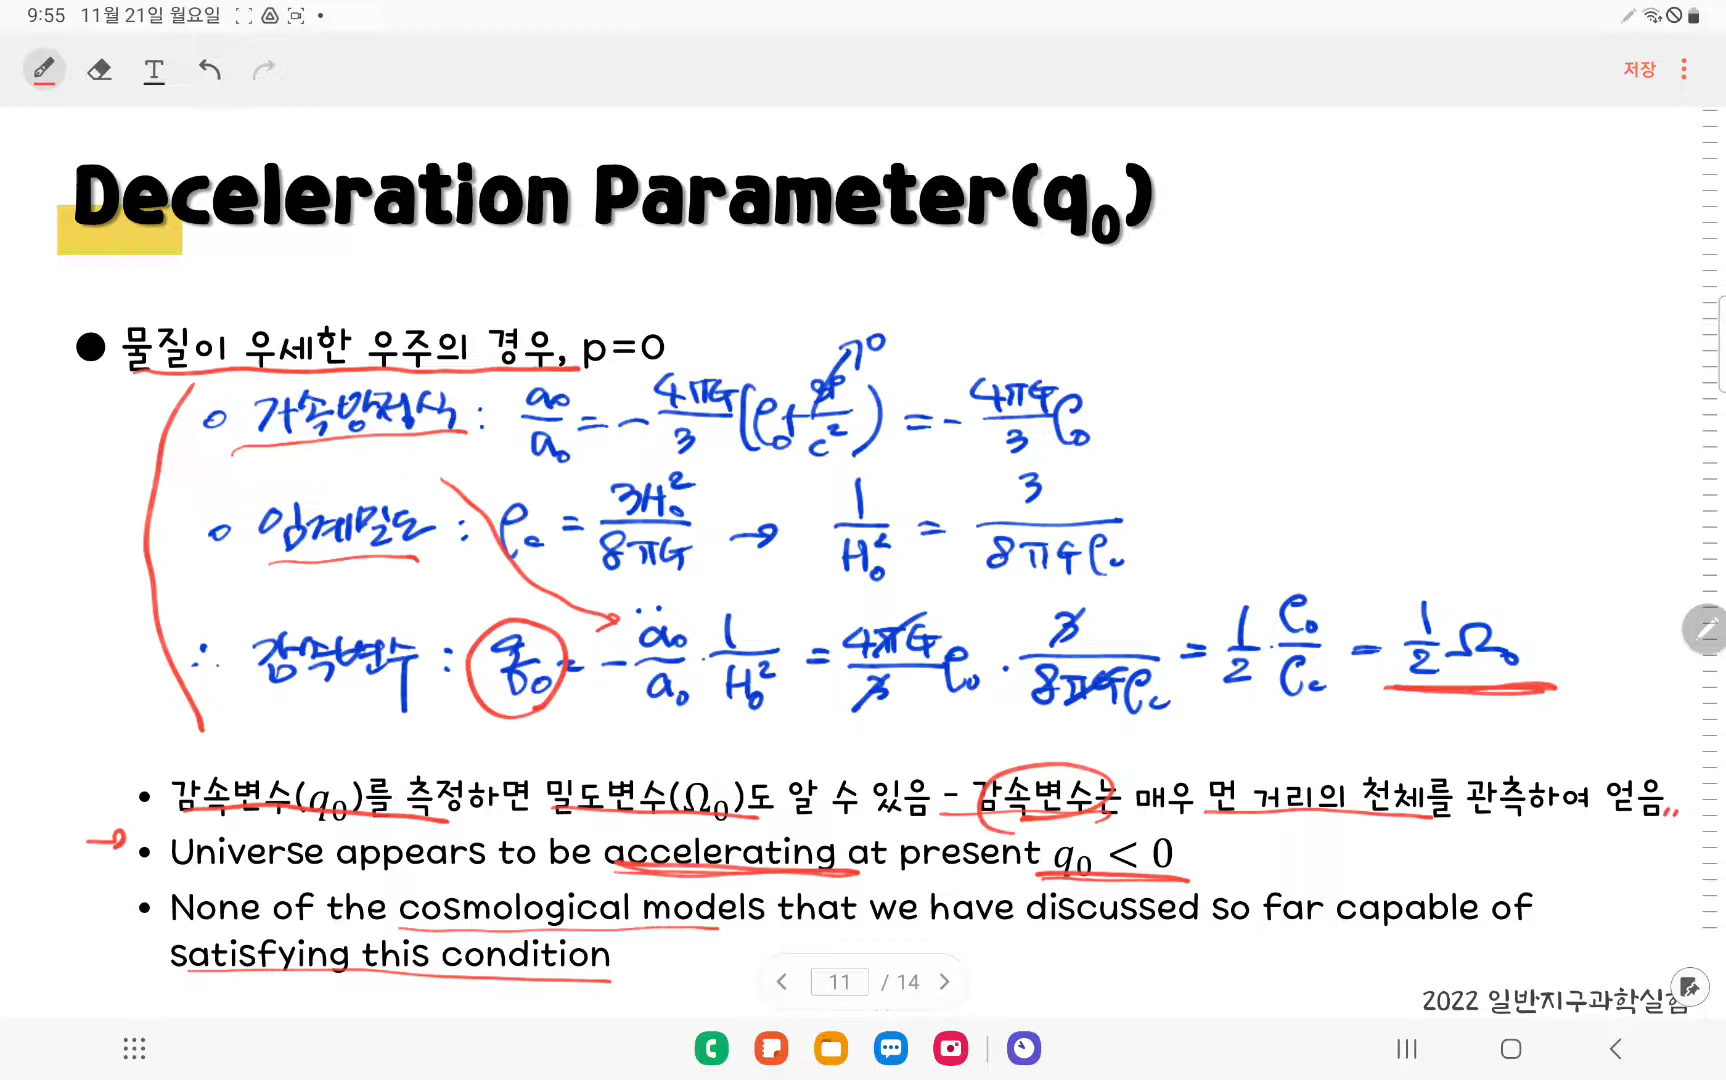 9:55 11월 21일 월요일
저장
Deceleration Parameter(q₀)
● 물질이 우세한 우주의 경우, p=0
○ 가속방정식 : a₀/a₀ = - 4πG/3 (ρ₀ + 3p/c²) = - 4πG/3 ρ₀
0
○ 임계밀도 : ρc = 3H₀²/8πG → 1/H₀² = 3/8πGρc
∴ 감속변수 : q₀ = - ä₀/a₀ · 1/H₀² = 4πG/3 ρ₀ · 3/8πGρc = 1/2 ρ₀/ρc = 1/2 Ω₀
• 감속변수(q₀)를 측정하면 밀도변수(Ω₀)도 알 수 있음 - 감속변수는 매우 먼 거리의 천체를 관측하여 얻음
• Universe appears to be accelerating at present q₀ < 0
• None of the cosmological models that we have discussed so far capable of
satisfying this condition
11 / 14
2022 일반지구과학실험